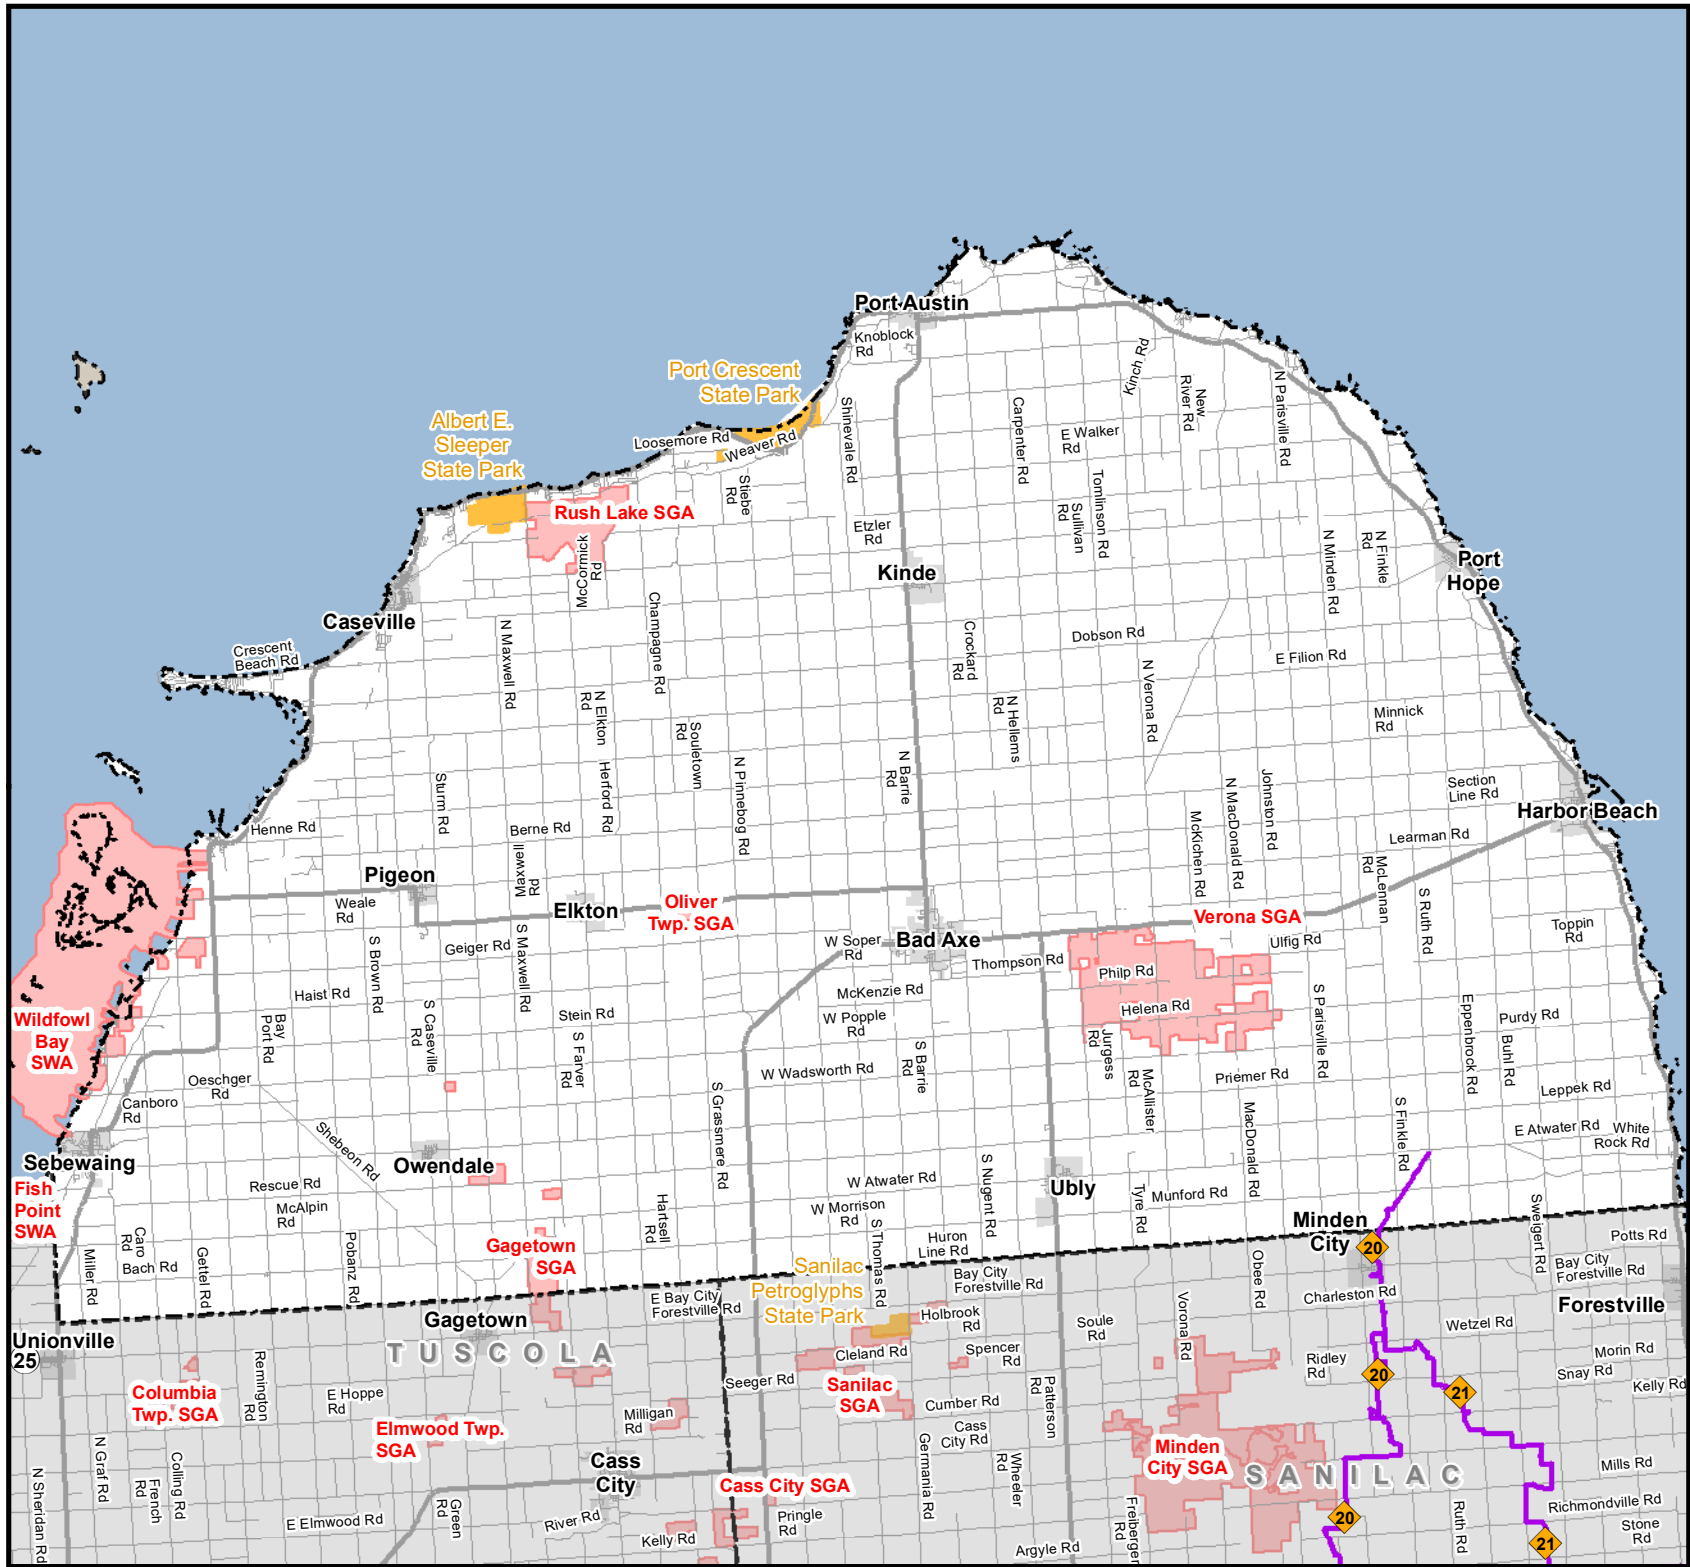 Port Austin
Knoblock
Rd
Port Crescent
State Park
Kinch Rd
New
River Rd
N Parisville Rd
Albert E.
Sleeper
State Park
Loosemore Rd
Weaver Rd
Shinevale Rd
Carpenter Rd
E Walker
Rd
Stiebe
Rd
Tomlinson Rd
Sullivan
Rd
Rush Lake SGA
Etzler
Rd
N Minden Rd
N Finkle
Rd
McCormick
Rd
Kinde
Port
Hope
Caseville
Champagne Rd
N Maxwell Rd
Crockard
Rd
Dobson Rd
E Filion Rd
Crescent
Beach Rd
N Verona Rd
N Elkton
Rd
N Hellems
Rd
Minnick
Rd
Souletown
Rd
N Barrie
Rd
N Pinnebog Rd
Herford Rd
Sturm Rd
Johnston Rd
N MacDonald Rd
McKitchen Rd
Section
Line Rd
Harbor Beach
Henne Rd
Berne Rd
Learman Rd
Maxwell
Rd
McLennan
Rd
Pigeon
Weale
Rd
Elkton
Oliver
Twp. SGA
Verona SGA
S Ruth Rd
Toppin
Rd
Bad Axe
W Soper
Rd
Geiger Rd
S Maxwell Rd
S Brown Rd
Thompson Rd
Ulfig Rd
Philp Rd
Haist Rd
McKenzie Rd
Helena Rd
Wildfowl
Bay
SWA
Stein Rd
W Popple
Rd
S Parisville Rd
Eppenbrock Rd
Purdy Rd
Bay
Port Rd
S Caseville
Rd
S Farver
Rd
S Barrie
Rd
Jurgess
Rd
Buhl Rd
Oeschger
Rd
W Wadsworth Rd
McAllister
Rd
Priemer Rd
Leppek Rd
Canboro
Rd
S Grassmere Rd
MacDonald Rd
S Finkle Rd
E Atwater Rd
White
Rock Rd
Shebeon Rd
Sebewaing
Owendale
W Atwater Rd
S Nugent Rd
Ubly
Tyre Rd
Munford Rd
Fish
Point
SWA
Rescue Rd
McAlpin
Rd
Hartsell
Rd
W Morrison
Rd
S Thomas Rd
Huron
Line Rd
Minden
City
20
Sweigert Rd
Potts Rd
Caro
Rd
Miller Rd
Bach Rd
Gettel Rd
Pobanz Rd
Gagetown
SGA
Sanilac
Petroglyphs
State Park
Bay City
Forestville Rd
Obee Rd
Bay City
Forestville Rd
E Bay City
Forestville Rd
Charleston Rd
Forestville
Gagetown
Holbrook
Rd
Soule
Rd
Verona Rd
Wetzel Rd
Unionville
25
TUSCOLA
Cleland Rd
Spencer
Rd
Ridley
Rd
Morin Rd
Snay Rd
Kelly Rd
Remington
Rd
Columbia
Twp. SGA
E Hoppe
Rd
Seeger Rd
Sanilac
SGA
Cumber Rd
Patterson
Rd
20
21
Elmwood Twp.
SGA
Milligan
Rd
Cass
City Rd
Germania Rd
Wheeler
Rd
Minden
City SGA
SANILAC
Mills Rd
N Sheridan Rd
N Graf Rd
French
Rd
Colling Rd
Cass
City
Cass City SGA
Green
Rd
E Elmwood Rd
River Rd
Kelly Rd
Pringle
Rd
Argyle Rd
Freiberger
Rd
20
Ruth Rd
Richmondville Rd
Stone
Rd
21